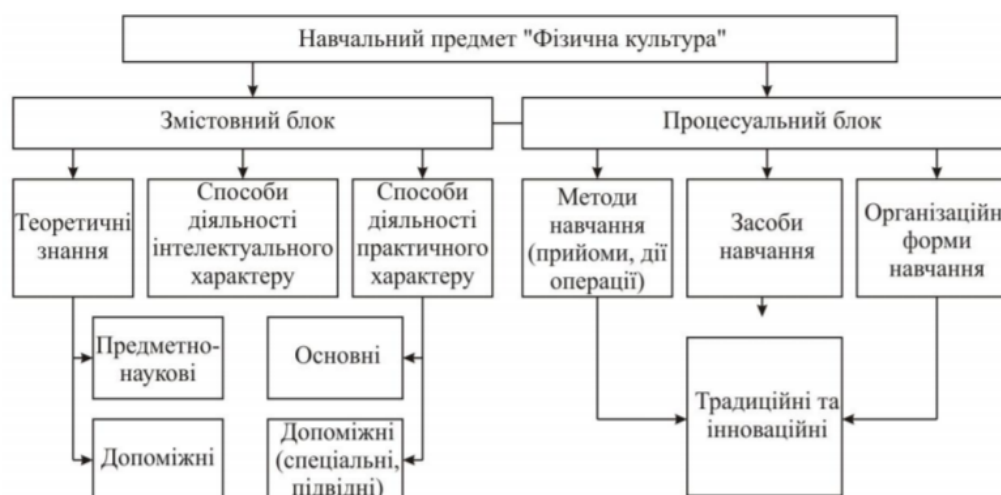 Навчальний предмет "Фізична культура"
Змістовний блок
Процесуальний блок
Теоретичні
знання
Способи
діяльності
інтелектуального
характеру
Способи
діяльності
практичного
характеру
Методи
навчання
(прийоми, дії
операції)
Засоби
навчання
Організаційн
форми
навчання
Предметно-
наукові
Допоміжні
Основні
Допоміжні
(спеціальні,
підвідні)
Традиційні та
інноваційні